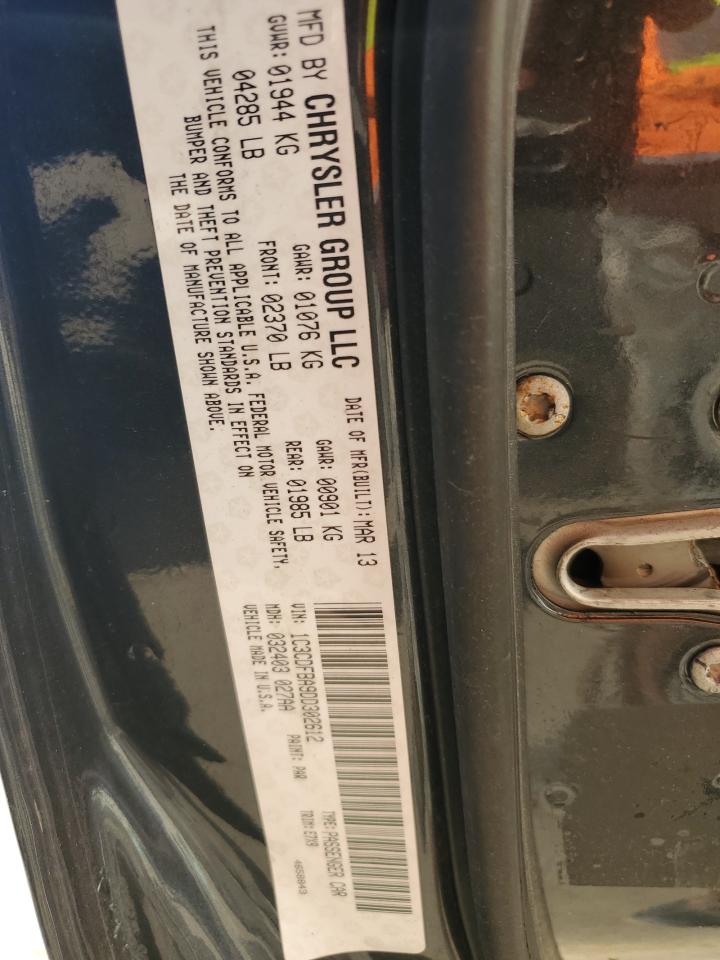 MFD BY CHRYSLER GROUP LLC
DATE OF MFR(BUILT): MAR 13
GVWR: 01944 KG
GAWR: 01076 KG
GAWR: 00901 KG
04285 LB
FRONT: 02370 LB
REAR: 01985 LB
THIS VEHICLE CONFORMS TO ALL APPLICABLE U.S.A. FEDERAL MOTOR VEHICLE SAFETY,
BUMPER AND THEFT PREVENTION STANDARDS IN EFFECT ON
THE DATE OF MANUFACTURE SHOWN ABOVE.
VIN: 1C3CDFBA9DD302612
TYPE: PASSENGER CAR
MDH: 032403 027AA
PAINT: PAR
TRIM: E7X9
VEHICLE MADE IN U.S.A.
4658843